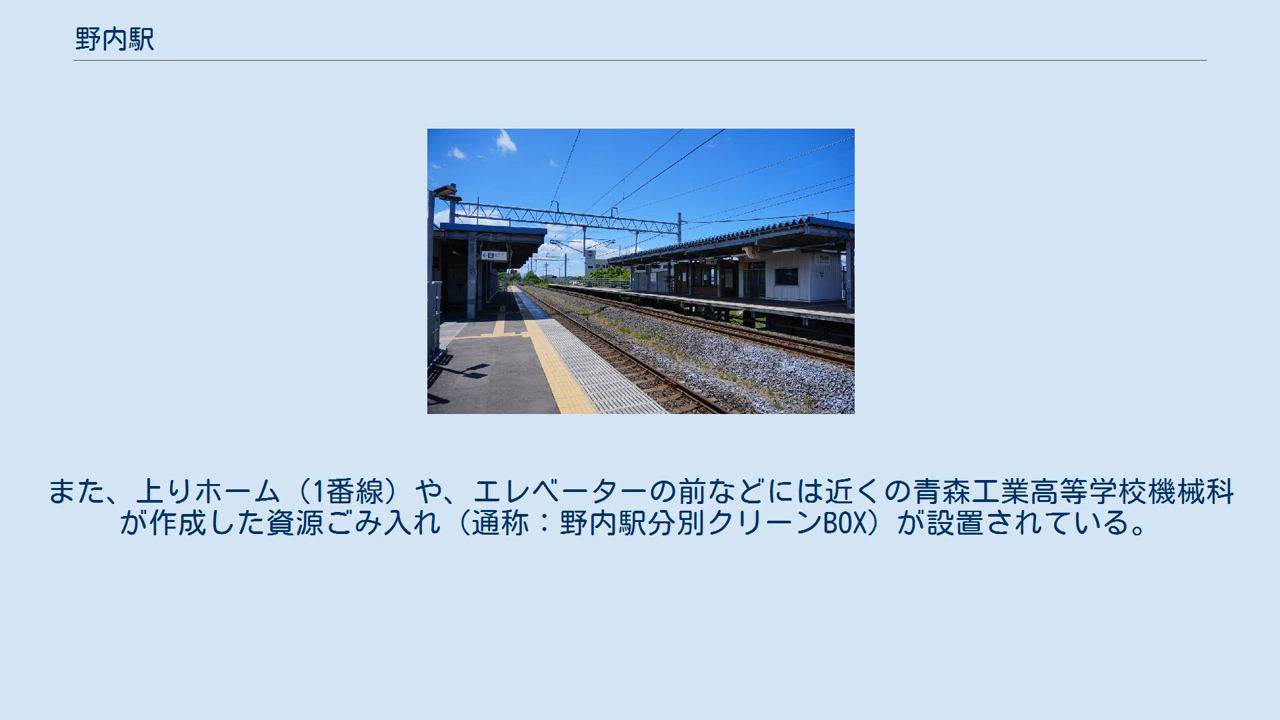 野内駅
また、上りホーム（1番線）や、エレベーターの前などには近くの青森工業高等学校機械科
が作成した資源ごみ入れ（通称：野内駅分別クリーンBOX）が設置されている。